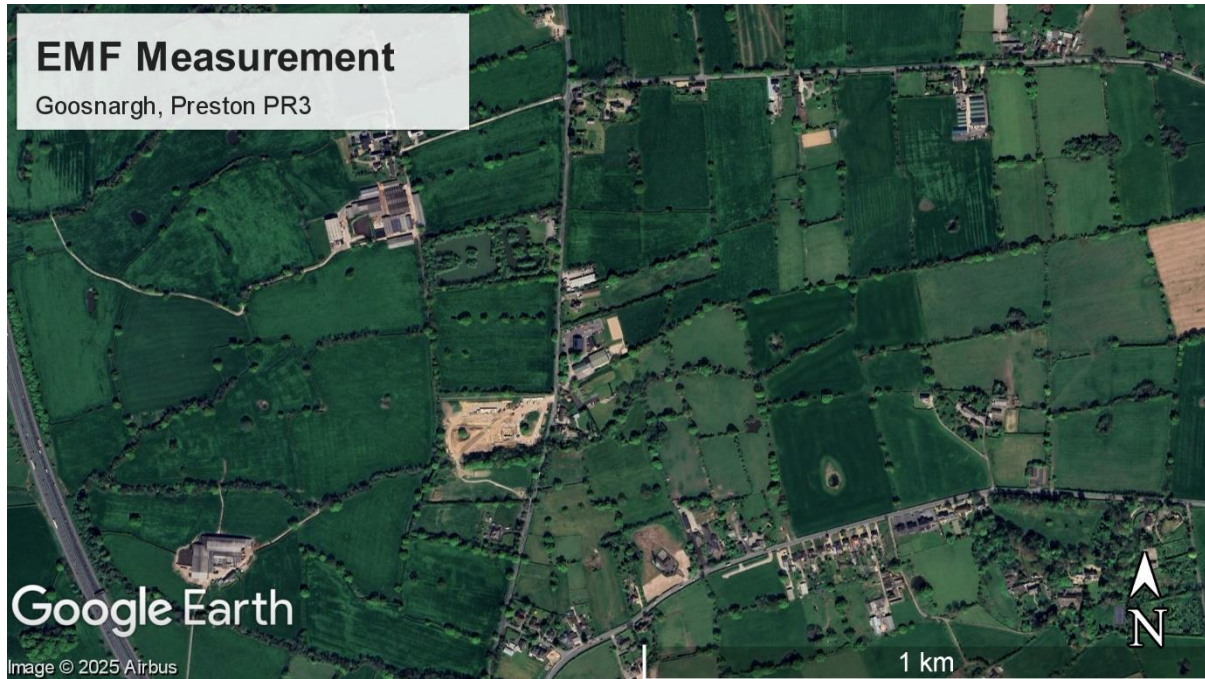 EMF Measurement
Goosnargh, Preston PR3
Google Earth
Image © 2025 Airbus
1 km
N